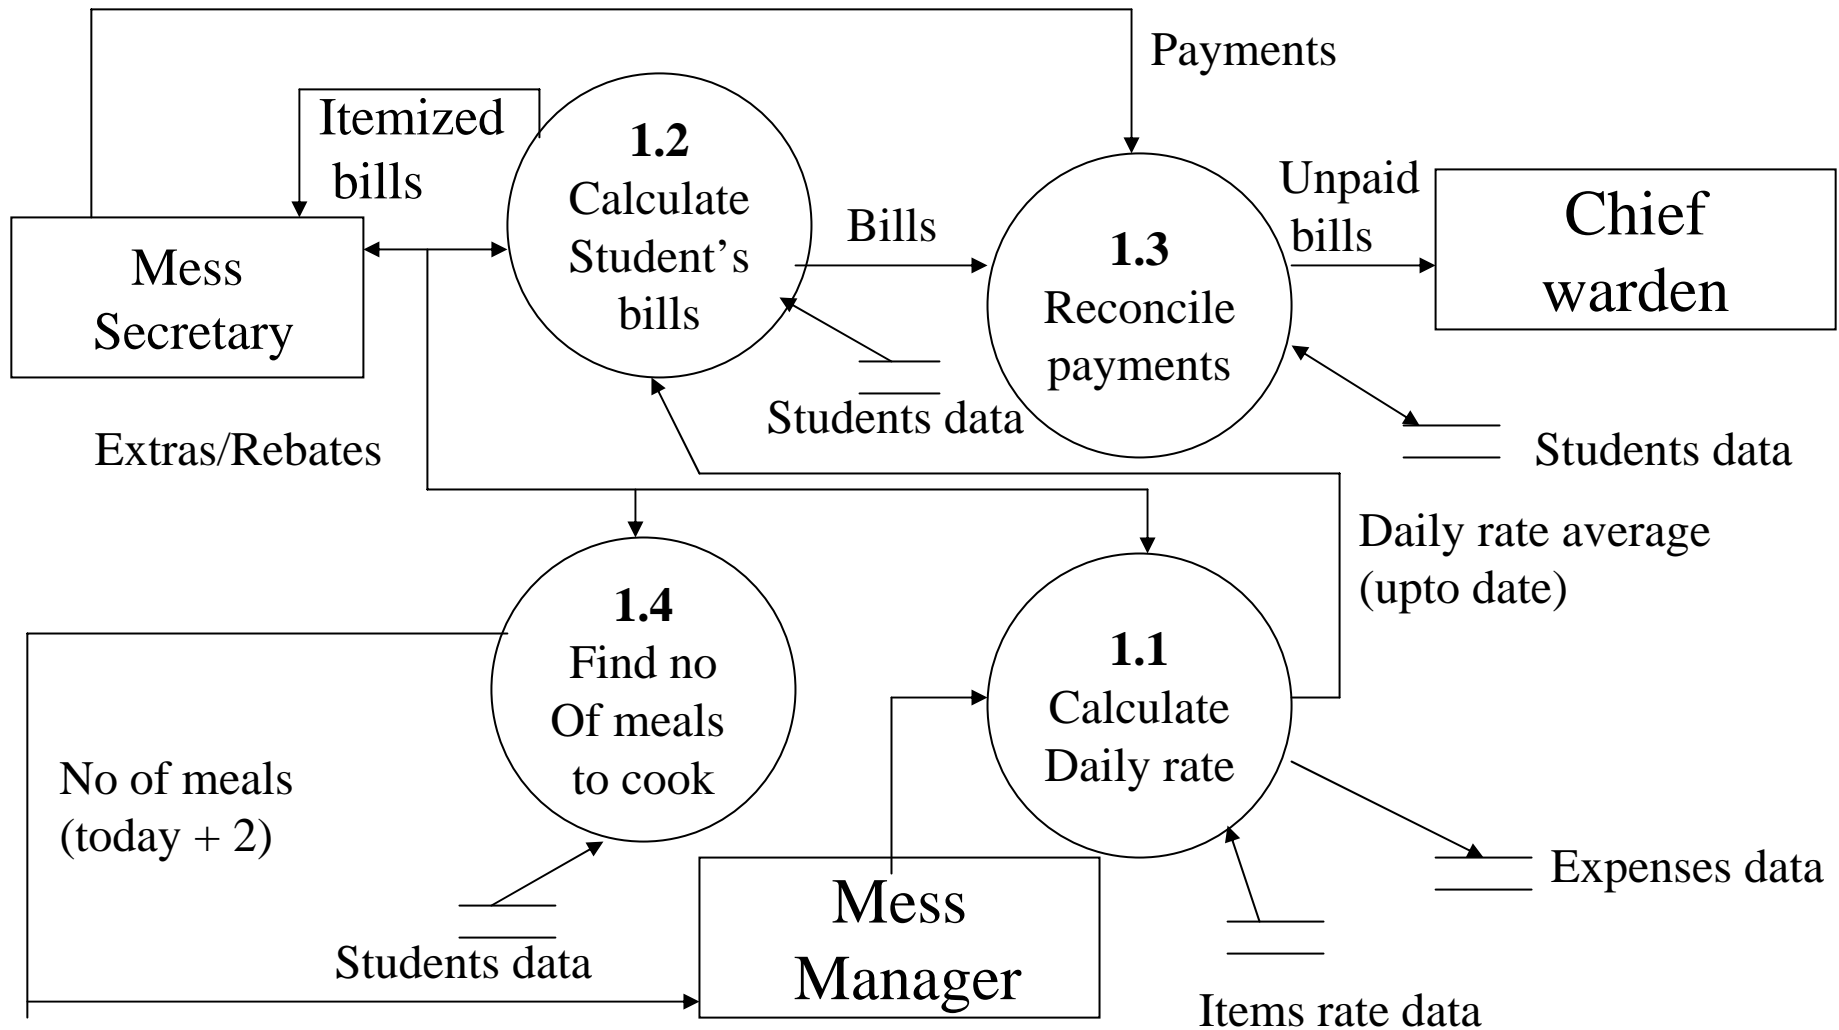 Payments
Itemized
bills
1.2
Calculate
Student’s
bills
Mess
Secretary
Bills
1.3
Reconcile
payments
Unpaid
bills
Chief
warden
Students data
Extras/Rebates
Students data
Daily rate average
(upto date)
1.4
Find no
Of meals
to cook
1.1
Calculate
Daily rate
No of meals
(today + 2)
Expenses data
Mess
Manager
Students data
Items rate data